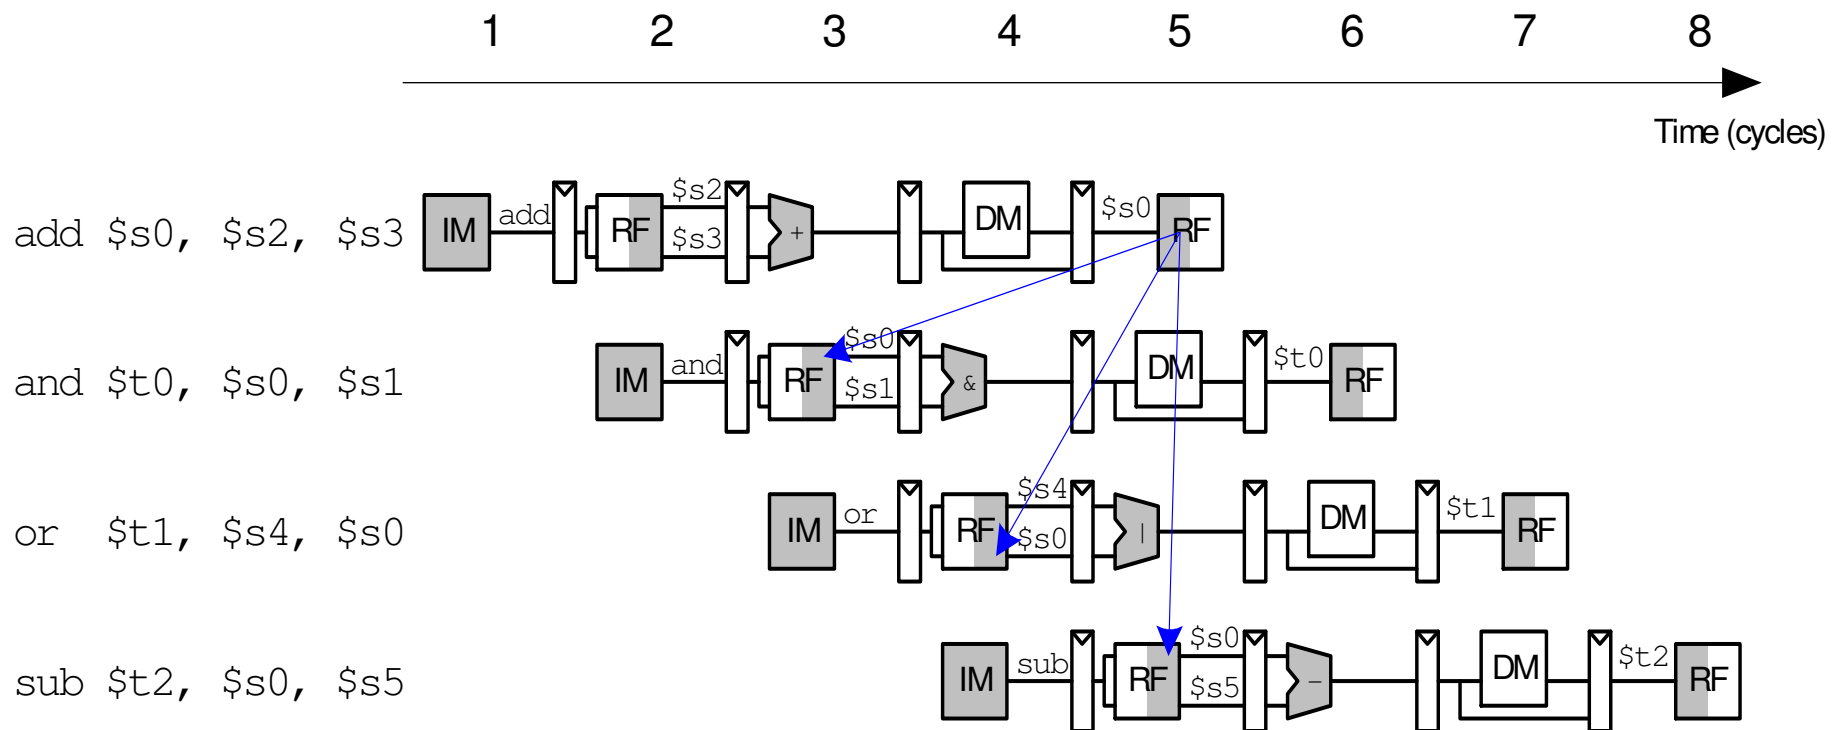 1 2 3 4 5 6 7 8
Time (cycles)
add $s0, $s2, $s3 IM add RF $s2 $s3 + DM $s0 RF
and $t0, $s0, $s1 IM and RF $s0 $s1 & DM $t0 RF
or $t1, $s4, $s0 IM or RF $s4 $s0 | DM $t1 RF
sub $t2, $s0, $s5 IM sub RF $s0 $s5 - DM $t2 RF